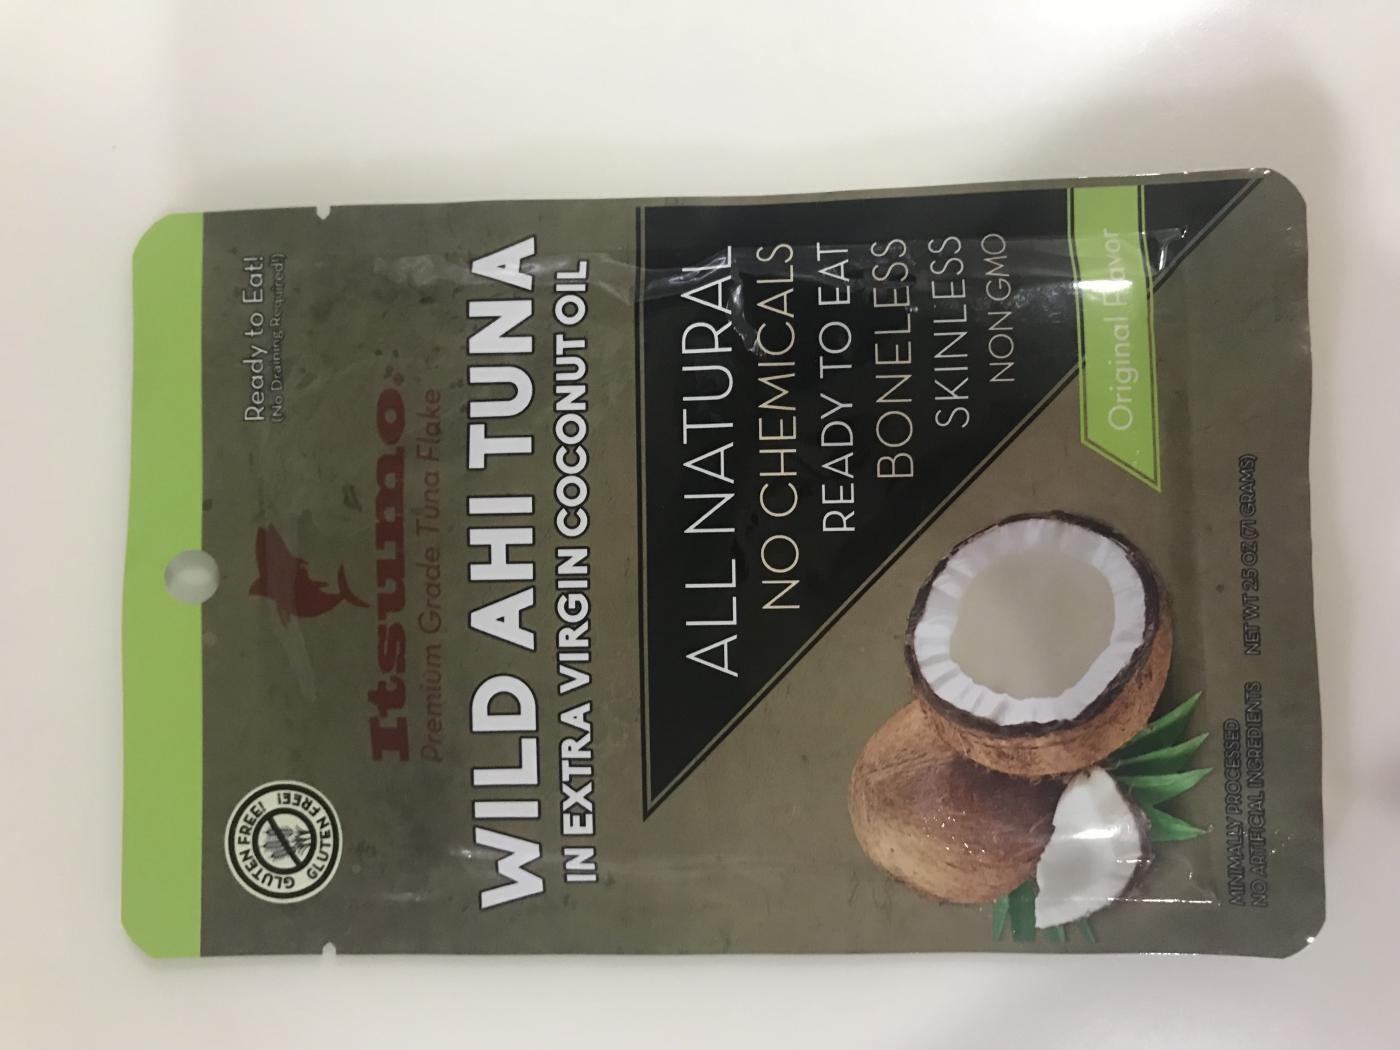 Ready to Eat!
(No Draining Required!)
GLUTEN FREE! GLUTEN FREE!
Itsumo
Premium Grade Tuna Flake
WILD AHI TUNA
IN EXTRA VIRGIN COCONUT OIL
ALL NATURAL
NO CHEMICALS
READY TO EAT
BONELESS
SKINLESS
NON GMO
Original Flavor
MINIMALLY PROCESSED
NO ARTIFICIAL INGREDIENTS NET WT 2.5 OZ (71 GRAMS)